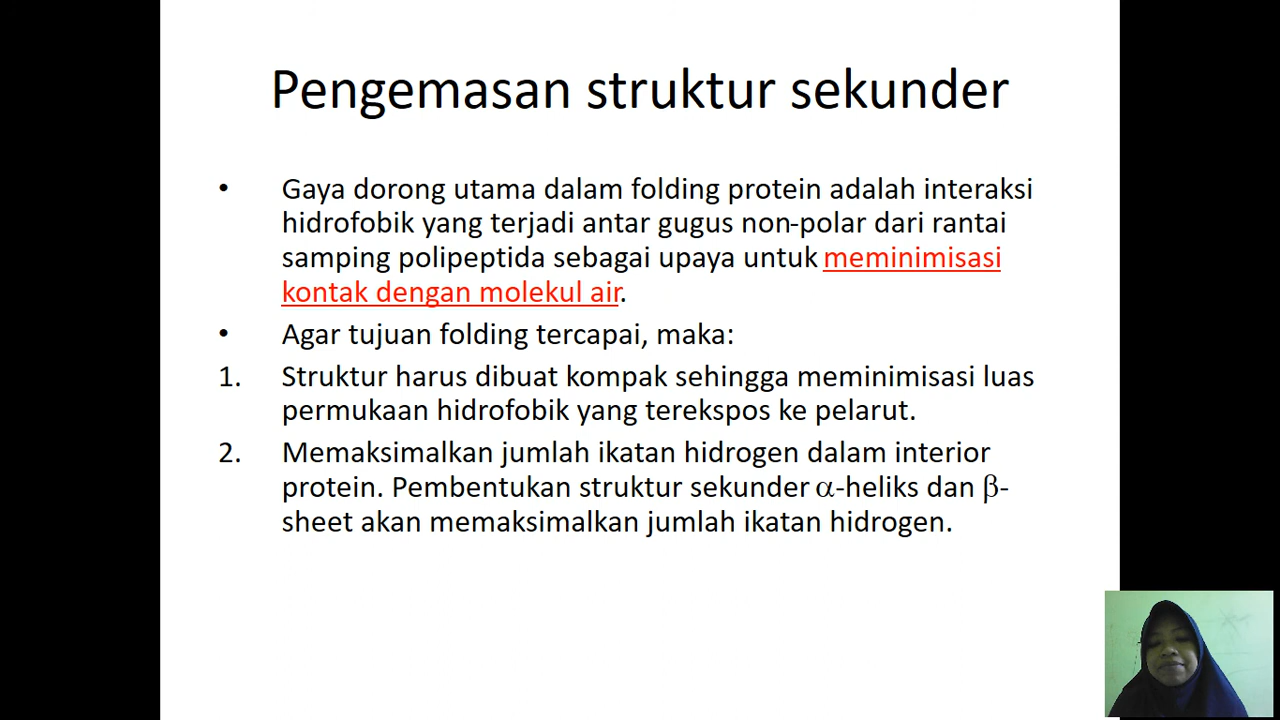 Pengemasan struktur sekunder
• Gaya dorong utama dalam folding protein adalah interaksi
hidrofobik yang terjadi antar gugus non-polar dari rantai
samping polipeptida sebagai upaya untuk meminimisasi
kontak dengan molekul air.
• Agar tujuan folding tercapai, maka:
1. Struktur harus dibuat kompak sehingga meminimisasi luas
permukaan hidrofobik yang terekspos ke pelarut.
2. Memaksimalkan jumlah ikatan hidrogen dalam interior
protein. Pembentukan struktur sekunder α-heliks dan β-
sheet akan memaksimalkan jumlah ikatan hidrogen.